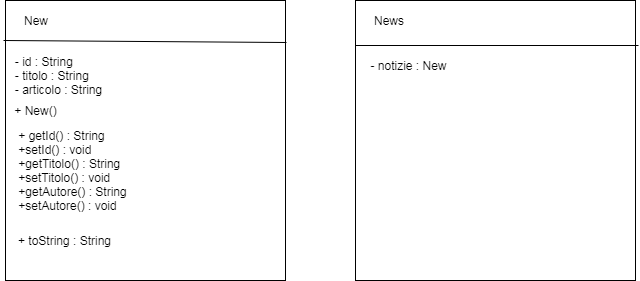 New
- id : String
- titolo : String
- articolo : String
+ New()
+ getId() : String
+setId() : void
+getTitolo() : String
+setTitolo() : void
+getAutore() : String
+setAutore() : void
+ toString : String
News
- notizie : New